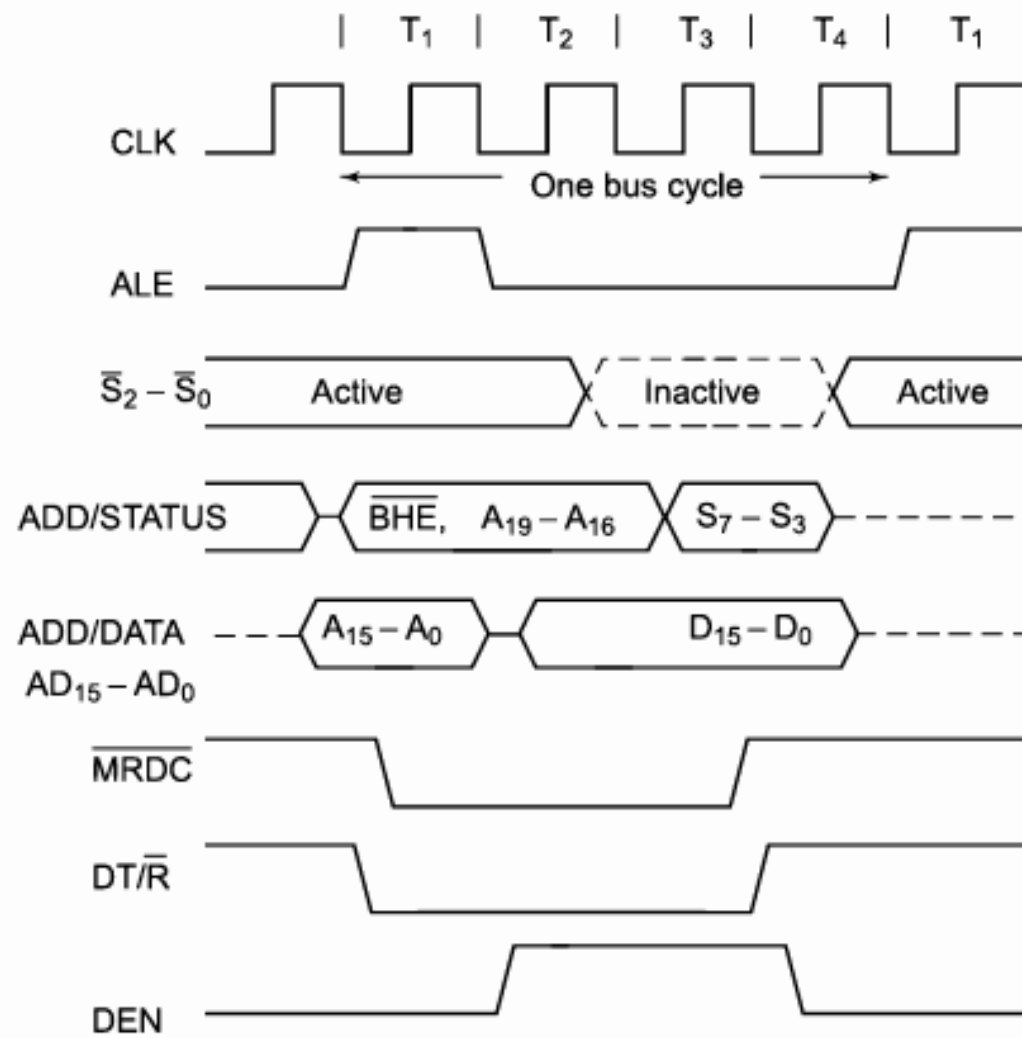 | T₁ | T₂ | T₃ | T₄ | T₁
CLK
One bus cycle
ALE
S̅₂ – S̅₀ Active Inactive Active
ADD/STATUS B̅H̅E̅, A₁₉ – A₁₆ S₇ – S₃
ADD/DATA A₁₅ – A₀ D₁₅ – D₀
AD₁₅ – AD₀
M̅R̅D̅C̅
DT/R̅
DEN